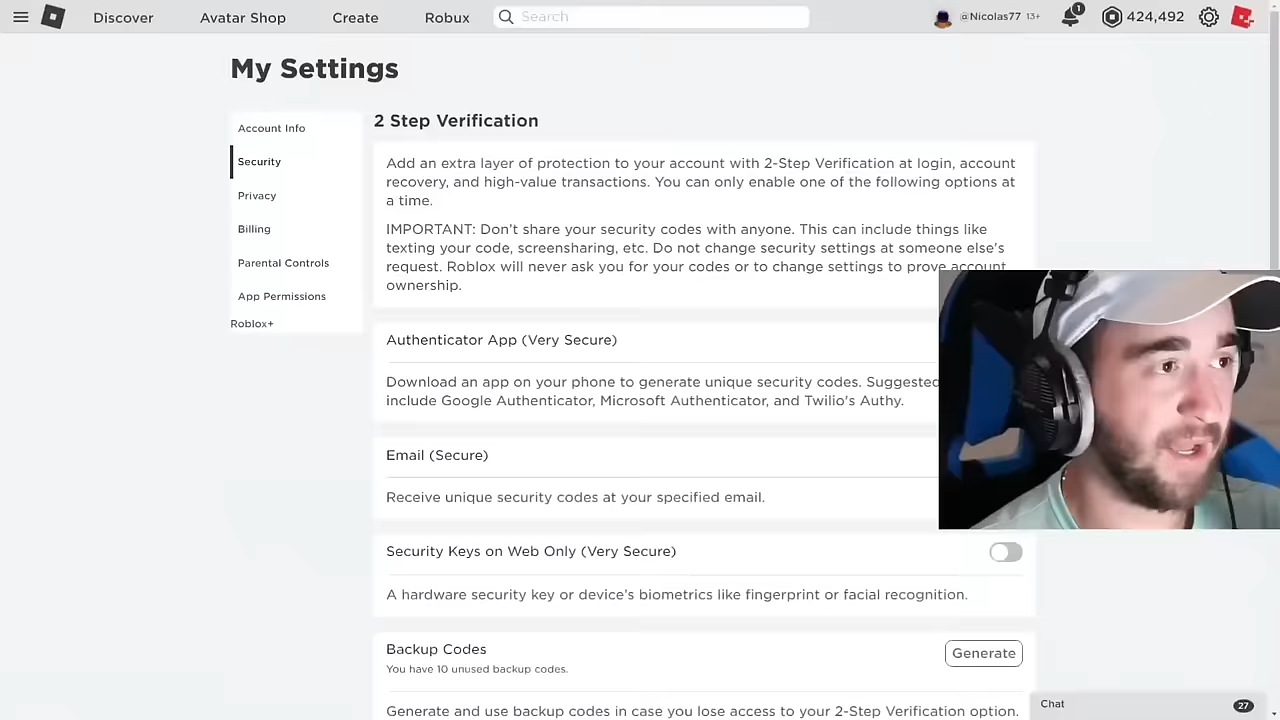 Discover Avatar Shop Create Robux Search @Nicolas77 13+ 1 424,492
My Settings
Account Info
Security
Privacy
Billing
Parental Controls
App Permissions
Roblox+
2 Step Verification
Add an extra layer of protection to your account with 2-Step Verification at login, account
recovery, and high-value transactions. You can only enable one of the following options at
a time.
IMPORTANT: Don't share your security codes with anyone. This can include things like
texting your code, screensharing, etc. Do not change security settings at someone else's
request. Roblox will never ask you for your codes or to change settings to prove account
ownership.
Authenticator App (Very Secure)
Download an app on your phone to generate unique security codes. Suggested
include Google Authenticator, Microsoft Authenticator, and Twilio's Authy.
Email (Secure)
Receive unique security codes at your specified email.
Security Keys on Web Only (Very Secure)
A hardware security key or device's biometrics like fingerprint or facial recognition.
Backup Codes
You have 10 unused backup codes.
Generate
Generate and use backup codes in case you lose access to your 2-Step Verification option.
Chat 27